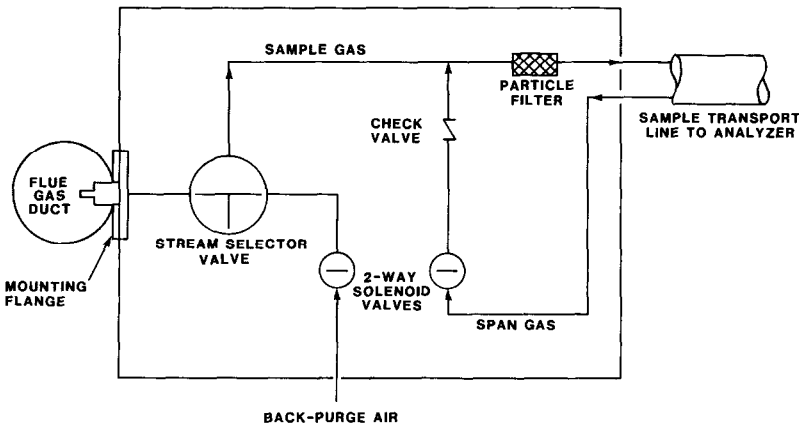 SAMPLE GAS
PARTICLE
FILTER
SAMPLE TRANSPORT
LINE TO ANALYZER
CHECK
VALVE
FLUE
GAS
DUCT
STREAM SELECTOR
VALVE
MOUNTING
FLANGE
2-WAY
SOLENOID
VALVES
SPAN GAS
BACK-PURGE AIR